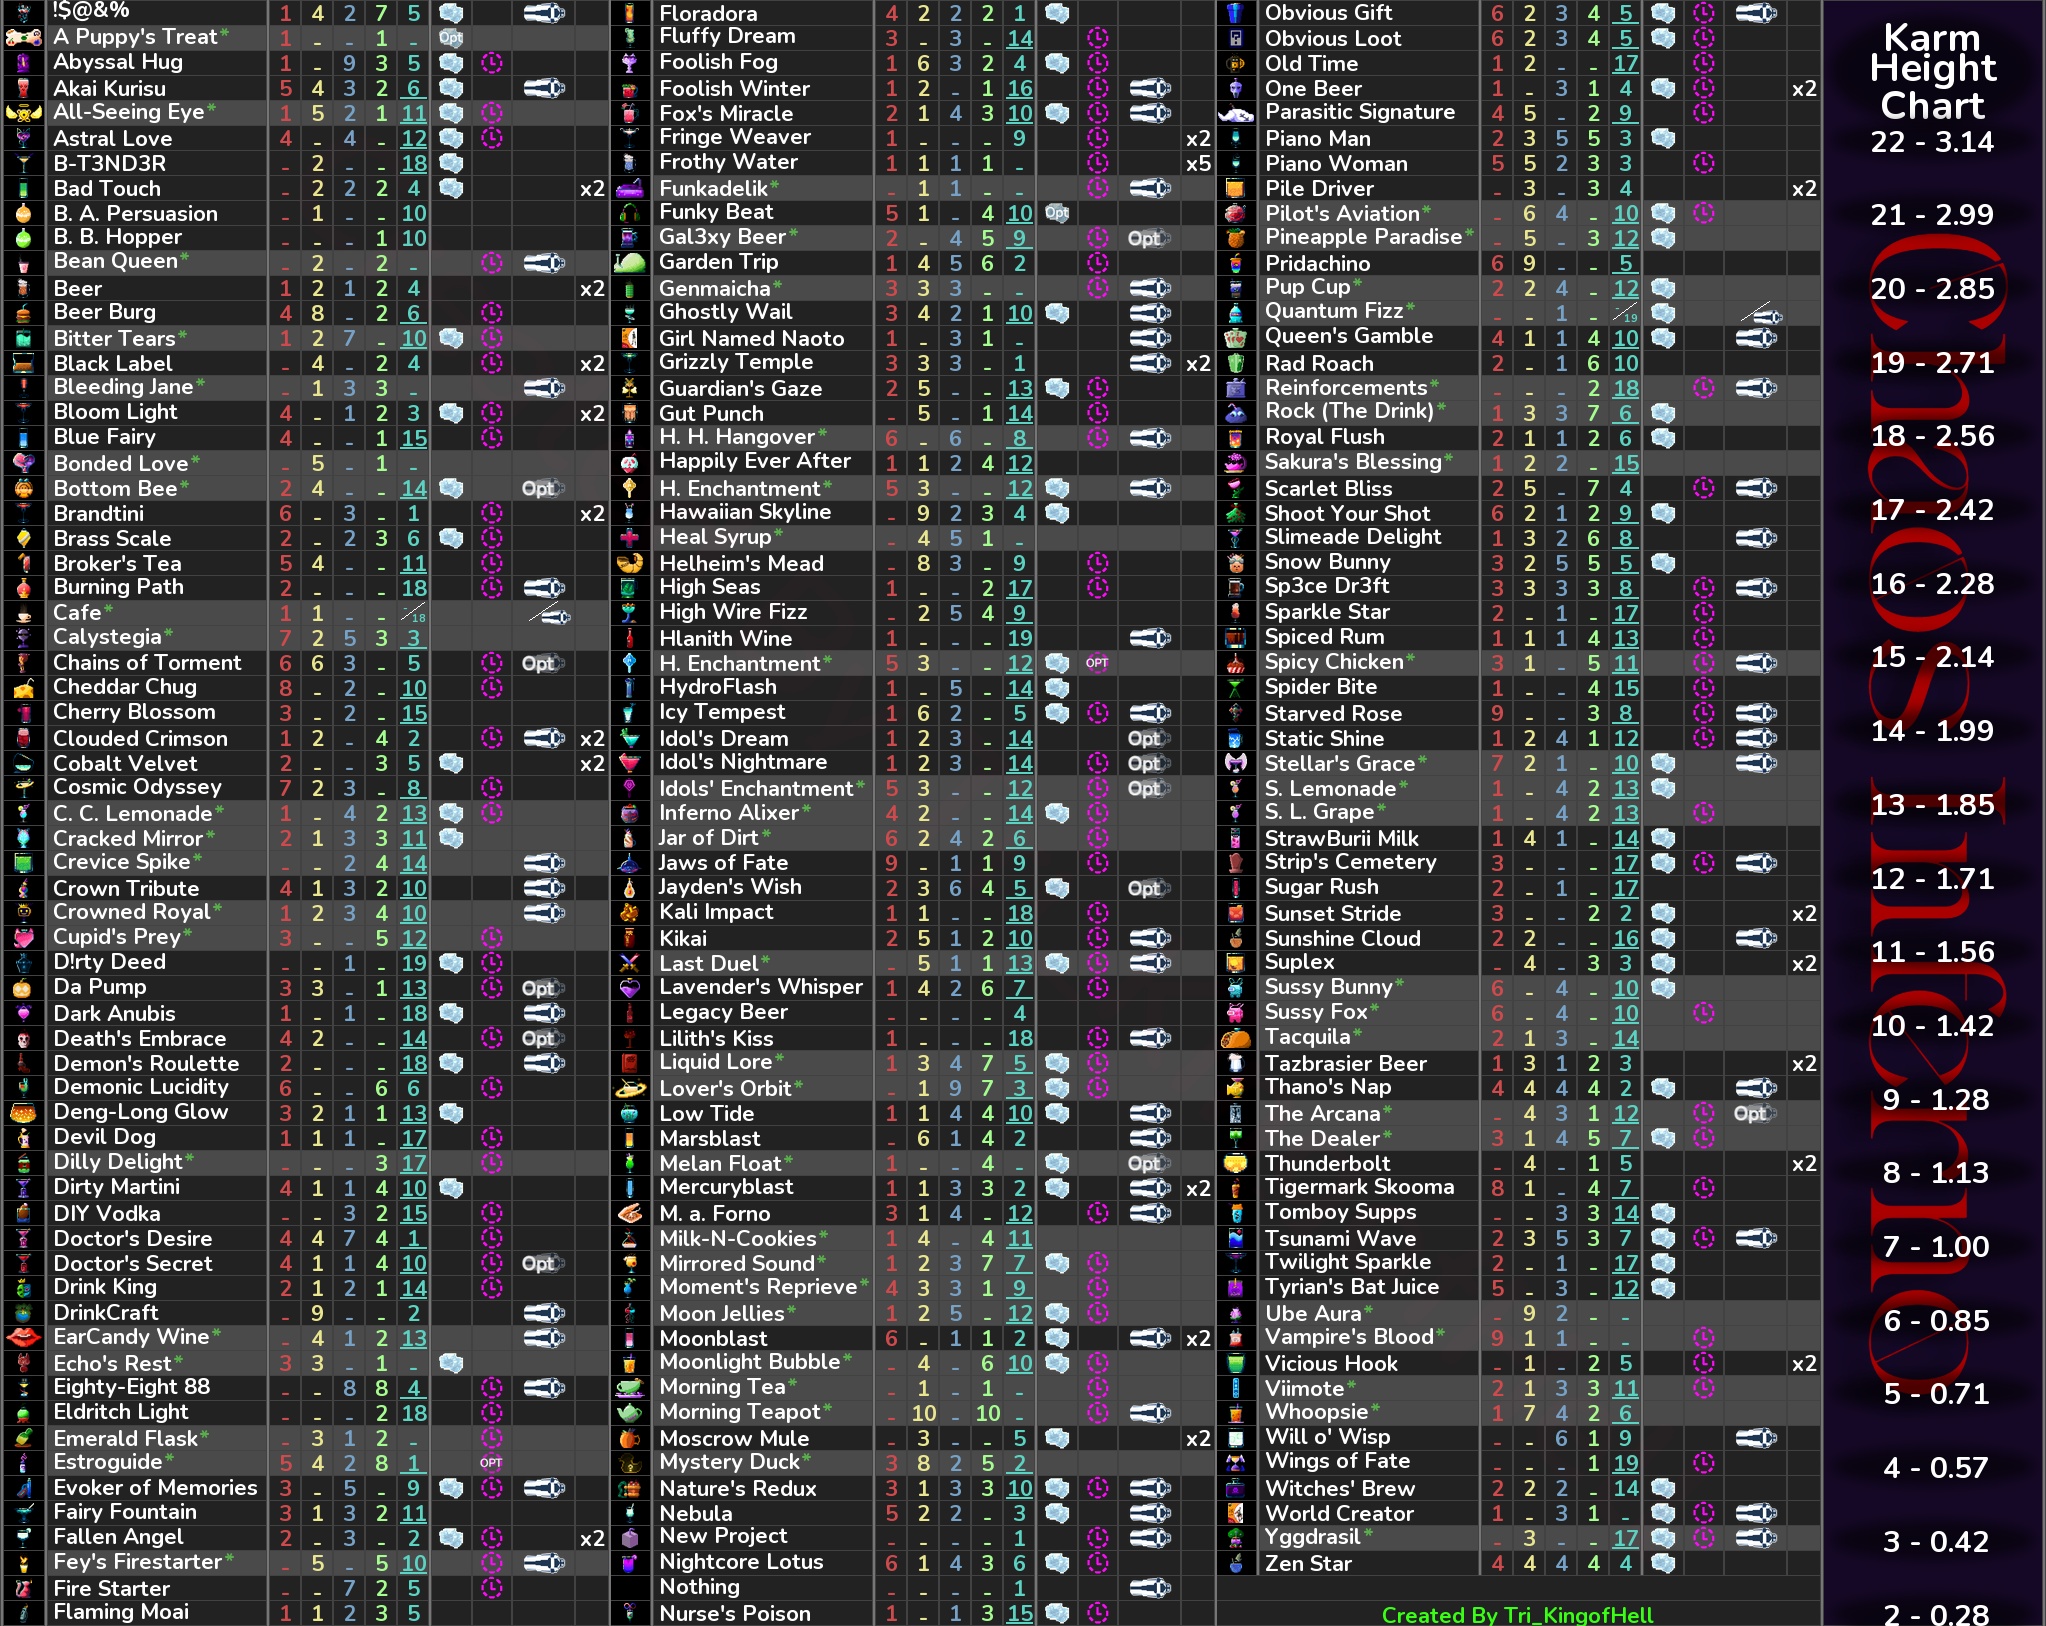 !$@&% 1 4 2 7 5
A Puppy's Treat* 1 - - 1 - Opt
Abyssal Hug 1 - 9 3 5
Akai Kurisu 5 4 3 2 6
All-Seeing Eye* 1 5 2 1 11
Astral Love 4 - 4 - 12
B-T3ND3R - 2 - - 18
Bad Touch - 2 2 2 4 x2
B. A. Persuasion - 1 - - 10
B. B. Hopper - - - 1 10
Bean Queen* - 2 - 2 -
Beer 1 2 1 2 4 x2
Beer Burg 4 8 - 2 6
Bitter Tears* 1 2 7 - 10
Black Label - 4 - 2 4 x2
Bleeding Jane* - 1 3 3 -
Bloom Light 4 - 1 2 3 x2
Blue Fairy 4 - - 1 15
Bonded Love* - 5 - 1 -
Bottom Bee* 2 4 - - 14 Opt
Brandtini 6 - 3 - 1 x2
Brass Scale 2 - 2 3 6
Broker's Tea 5 4 - - 11
Burning Path 2 - - - 18
Cafe* 1 1 - - -/18
Calystegia* 7 2 5 3 3
Chains of Torment 6 6 3 - 5 Opt
Cheddar Chug 8 - 2 - 10
Cherry Blossom 3 - 2 - 15
Clouded Crimson 1 2 - 4 2 x2
Cobalt Velvet 2 - - 3 5 x2
Cosmic Odyssey 7 2 3 - 8
C. C. Lemonade* 1 - 4 2 13
Cracked Mirror* 2 1 3 3 11
Crevice Spike* - - 2 4 14
Crown Tribute 4 1 3 2 10
Crowned Royal* 1 2 3 4 10
Cupid's Prey* 3 - - 5 12
D!rty Deed - - 1 - 19
Da Pump 3 3 - 1 13 Opt
Dark Anubis 1 - 1 - 18
Death's Embrace 4 2 - - 14 Opt
Demon's Roulette 2 - - - 18
Demonic Lucidity 6 - - 6 6
Deng-Long Glow 3 2 1 1 13
Devil Dog 1 1 1 - 17
Dilly Delight* - - - 3 17
Dirty Martini 4 1 1 4 10
DIY Vodka - - 3 2 15
Doctor's Desire 4 4 7 4 1
Doctor's Secret 4 1 1 4 10 Opt
Drink King 2 1 2 1 14
DrinkCraft - 9 - - 2
EarCandy Wine* - 4 1 2 13
Echo's Rest* 3 3 - 1 -
Eighty-Eight 88 - - 8 8 4
Eldritch Light - - - 2 18
Emerald Flask* - 3 1 2 -
Estroguide* 5 4 2 8 1 OPT
Evoker of Memories 3 - 5 - 9
Fairy Fountain 3 1 3 2 11
Fallen Angel 2 - 3 - 2 x2
Fey's Firestarter* - 5 - 5 10
Fire Starter - - 7 2 5
Flaming Moai 1 1 2 3 5
Floradora 4 2 2 2 1
Fluffy Dream 3 - 3 - 14
Foolish Fog 1 6 3 2 4
Foolish Winter 1 2 - 1 16
Fox's Miracle 2 1 4 3 10
Fringe Weaver 1 - - - 9 x2
Frothy Water 1 1 1 1 - x5
Funkadelik* - 1 1 - -
Funky Beat 5 1 - 4 10 Opt
Gal3xy Beer* 2 - 4 5 9 Opt
Garden Trip 1 4 5 6 2
Genmaicha* 3 3 3 - -
Ghostly Wail 3 4 2 1 10
Girl Named Naoto 1 - 3 1 -
Grizzly Temple 3 3 3 - 1 x2
Guardian's Gaze 2 5 - - 13
Gut Punch - 5 - 1 14
H. H. Hangover* 6 - 6 - 8
Happily Ever After 1 1 2 4 12
H. Enchantment* 5 3 - - 12
Hawaiian Skyline - 9 2 3 4
Heal Syrup* - 4 5 1 -
Helheim's Mead - 8 3 - 9
High Seas 1 - - 2 17
High Wire Fizz - 2 5 4 9
Hlanith Wine 1 - - - 19
H. Enchantment* 5 3 - - 12 OPT
HydroFlash 1 - 5 - 14
Icy Tempest 1 6 2 - 5
Idol's Dream 1 2 3 - 14 Opt
Idol's Nightmare 1 2 3 - 14 Opt
Idols' Enchantment* 5 3 - - 12 Opt
Inferno Alixer* 4 2 - - 14
Jar of Dirt* 6 2 4 2 6
Jaws of Fate 9 - 1 1 9
Jayden's Wish 2 3 6 4 5 Opt
Kali Impact 1 1 - - 18
Kikai 2 5 1 2 10
Last Duel* - 5 1 1 13
Lavender's Whisper 1 4 2 6 7
Legacy Beer - - - - 4
Lilith's Kiss 1 - - - 18
Liquid Lore* 1 3 4 7 5
Lover's Orbit* - 1 9 7 3
Low Tide 1 1 4 4 10
Marsblast - 6 1 4 2
Melan Float* 1 - - 4 - Opt
Mercuryblast 1 1 3 3 2 x2
M. a. Forno 3 1 4 - 12
Milk-N-Cookies* 1 4 - 4 11
Mirrored Sound* 1 2 3 7 7
Moment's Reprieve* 4 3 3 1 9
Moon Jellies* 1 2 5 - 12
Moonblast 6 - 1 1 2 x2
Moonlight Bubble* - 4 - 6 10
Morning Tea* - 1 - 1 -
Morning Teapot* - 10 - 10 -
Moscrow Mule - 3 - - 5 x2
Mystery Duck* 3 8 2 5 2
Nature's Redux 3 1 3 3 10
Nebula 5 2 2 - 3
New Project - - - - 1
Nightcore Lotus 6 1 4 3 6
Nothing - - - - 1
Nurse's Poison 1 - 1 3 15
Obvious Gift 6 2 3 4 5
Obvious Loot 6 2 3 4 5
Old Time 1 2 - - 17
One Beer 1 - 3 1 4 x2
Parasitic Signature 4 5 - 2 9
Piano Man 2 3 5 5 3
Piano Woman 5 5 2 3 3
Pile Driver - 3 - 3 4 x2
Pilot's Aviation* - 6 4 - 10
Pineapple Paradise* - 5 - 3 12
Pridachino 6 9 - - 5
Pup Cup* 2 2 4 - 12
Quantum Fizz* - - 1 - -/19
Queen's Gamble 4 1 1 4 10
Rad Roach 2 - 1 6 10
Reinforcements* - - - 2 18
Rock (The Drink)* 1 3 3 7 6
Royal Flush 2 1 1 2 6
Sakura's Blessing* 1 2 2 - 15
Scarlet Bliss 2 5 - 7 4
Shoot Your Shot 6 2 1 2 9
Slimeade Delight 1 3 2 6 8
Snow Bunny 3 2 5 5 5
Sp3ce Dr3ft 3 3 3 3 8
Sparkle Star 2 - 1 - 17
Spiced Rum 1 1 1 4 13
Spicy Chicken* 3 1 - 5 11
Spider Bite 1 - - 4 15
Starved Rose 9 - - 3 8
Static Shine 1 2 4 1 12
Stellar's Grace* 7 2 1 - 10
S. Lemonade* 1 - 4 2 13
S. L. Grape* 1 - 4 2 13
StrawBurii Milk 1 4 1 - 14
Strip's Cemetery 3 - - - 17
Sugar Rush 2 - 1 - 17
Sunset Stride 3 - - 2 2 x2
Sunshine Cloud 2 2 - - 16
Suplex - 4 - 3 3 x2
Sussy Bunny* 6 - 4 - 10
Sussy Fox* 6 - 4 - 10
Tacquila* 2 1 3 - 14
Tazbrasier Beer 1 3 1 2 3 x2
Thano's Nap 4 4 4 4 2
The Arcana* - 4 3 1 12 Opt
The Dealer* 3 1 4 5 7
Thunderbolt - 4 - 1 5 x2
Tigermark Skooma 8 1 - 4 7
Tomboy Supps - - 3 3 14
Tsunami Wave 2 3 5 3 7
Twilight Sparkle 2 - 1 - 17
Tyrian's Bat Juice 5 - 3 - 12
Ube Aura* - 9 2 - -
Vampire's Blood* 9 1 1 - -
Vicious Hook - 1 - 2 5 x2
Viimote* 2 1 3 3 11
Whoopsie* 1 7 4 2 6
Will o' Wisp - - 6 1 9
Wings of Fate - - - 1 19
Witches' Brew 2 2 2 - 14
World Creator 1 - 3 1 -
Yggdrasil* - 3 - - 17
Zen Star 4 4 4 4 4
Created By Tri_KingofHell
Karm
Height
Chart
22 - 3.14
21 - 2.99
20 - 2.85
19 - 2.71
18 - 2.56
17 - 2.42
16 - 2.28
15 - 2.14
14 - 1.99
13 - 1.85
12 - 1.71
11 - 1.56
10 - 1.42
9 - 1.28
8 - 1.13
7 - 1.00
6 - 0.85
5 - 0.71
4 - 0.57
3 - 0.42
2 - 0.28
Chaos Inferno